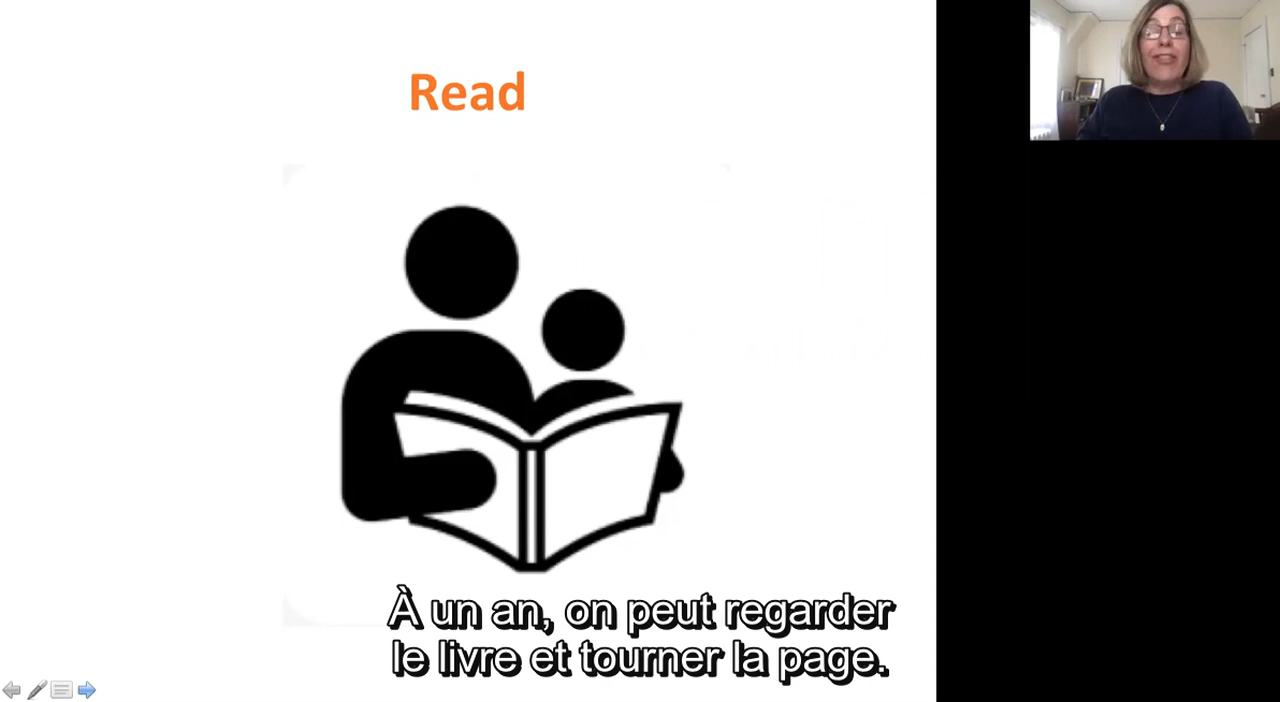 Read
À un an, on peut regarder
le livre et tourner la page.